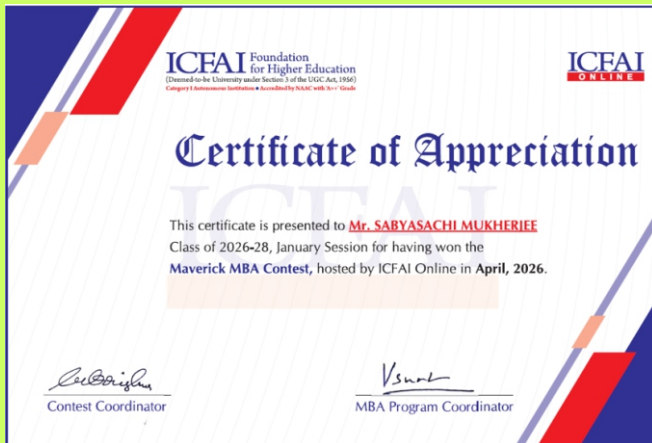 ICFAI Foundation for Higher Education
(Deemed-to-be University under Section 3 of the UGC Act, 1956)
Category I Autonomous Institution ● Accredited by NAAC with 'A++' Grade
ICFAI
ONLINE
Certificate of Appreciation
ICFAI
This certificate is presented to Mr. SABYASACHI MUKHERJEE
Class of 2026-28, January Session for having won the
Maverick MBA Contest, hosted by ICFAI Online in April, 2026.
Contest Coordinator
MBA Program Coordinator